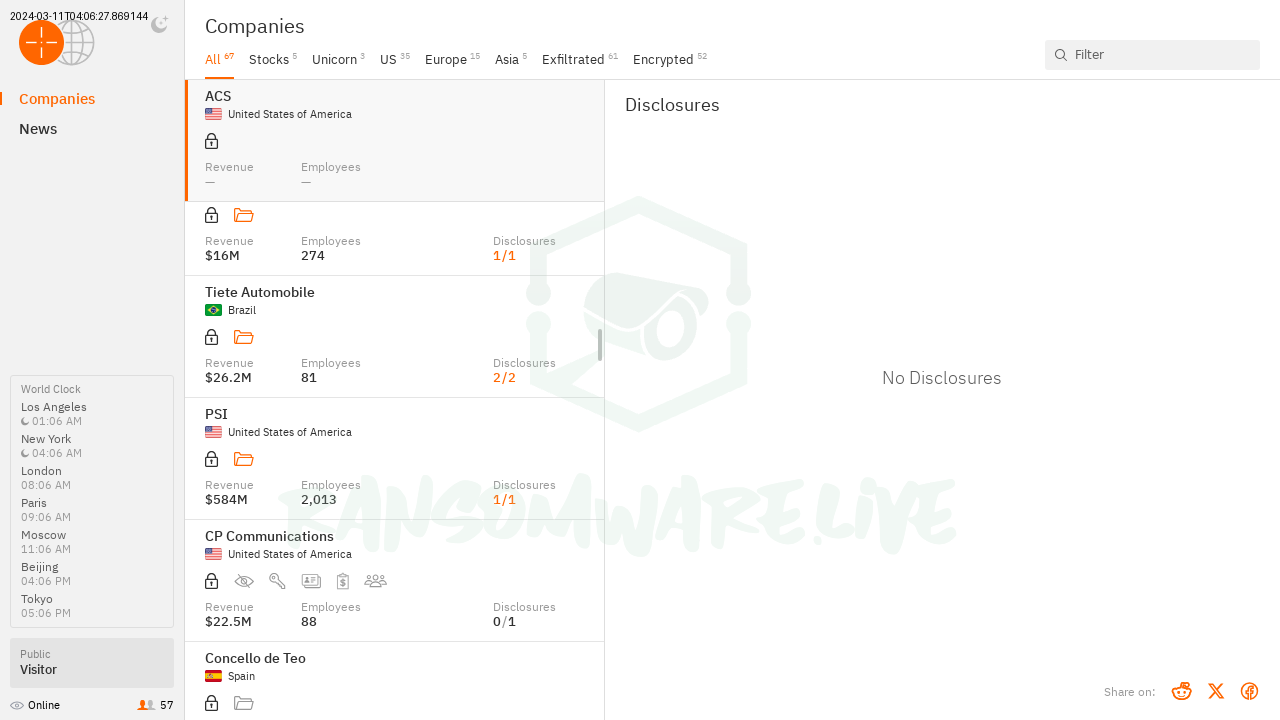 2024-03-11T04:06:27.869144
Companies
News
World Clock
Los Angeles
01:06 AM
New York
04:06 AM
London
08:06 AM
Paris
09:06 AM
Moscow
11:06 AM
Beijing
04:06 PM
Tokyo
05:06 PM
Public
Visitor
Online
57
Companies
All 67
Stocks 5
Unicorn 3
US 35
Europe 15
Asia 5
Exfiltrated 61
Encrypted 52
Filter
ACS
United States of America
Revenue Employees
— —
Revenue Employees Disclosures
$16M 274 1/1
Tiete Automobile
Brazil
Revenue Employees Disclosures
$26.2M 81 2/2
PSI
United States of America
Revenue Employees Disclosures
$584M 2,013 1/1
CP Communications
United States of America
Revenue Employees Disclosures
$22.5M 88 0/1
Concello de Teo
Spain
Disclosures
No Disclosures
RANSOMWARE.LIVE
Share on: